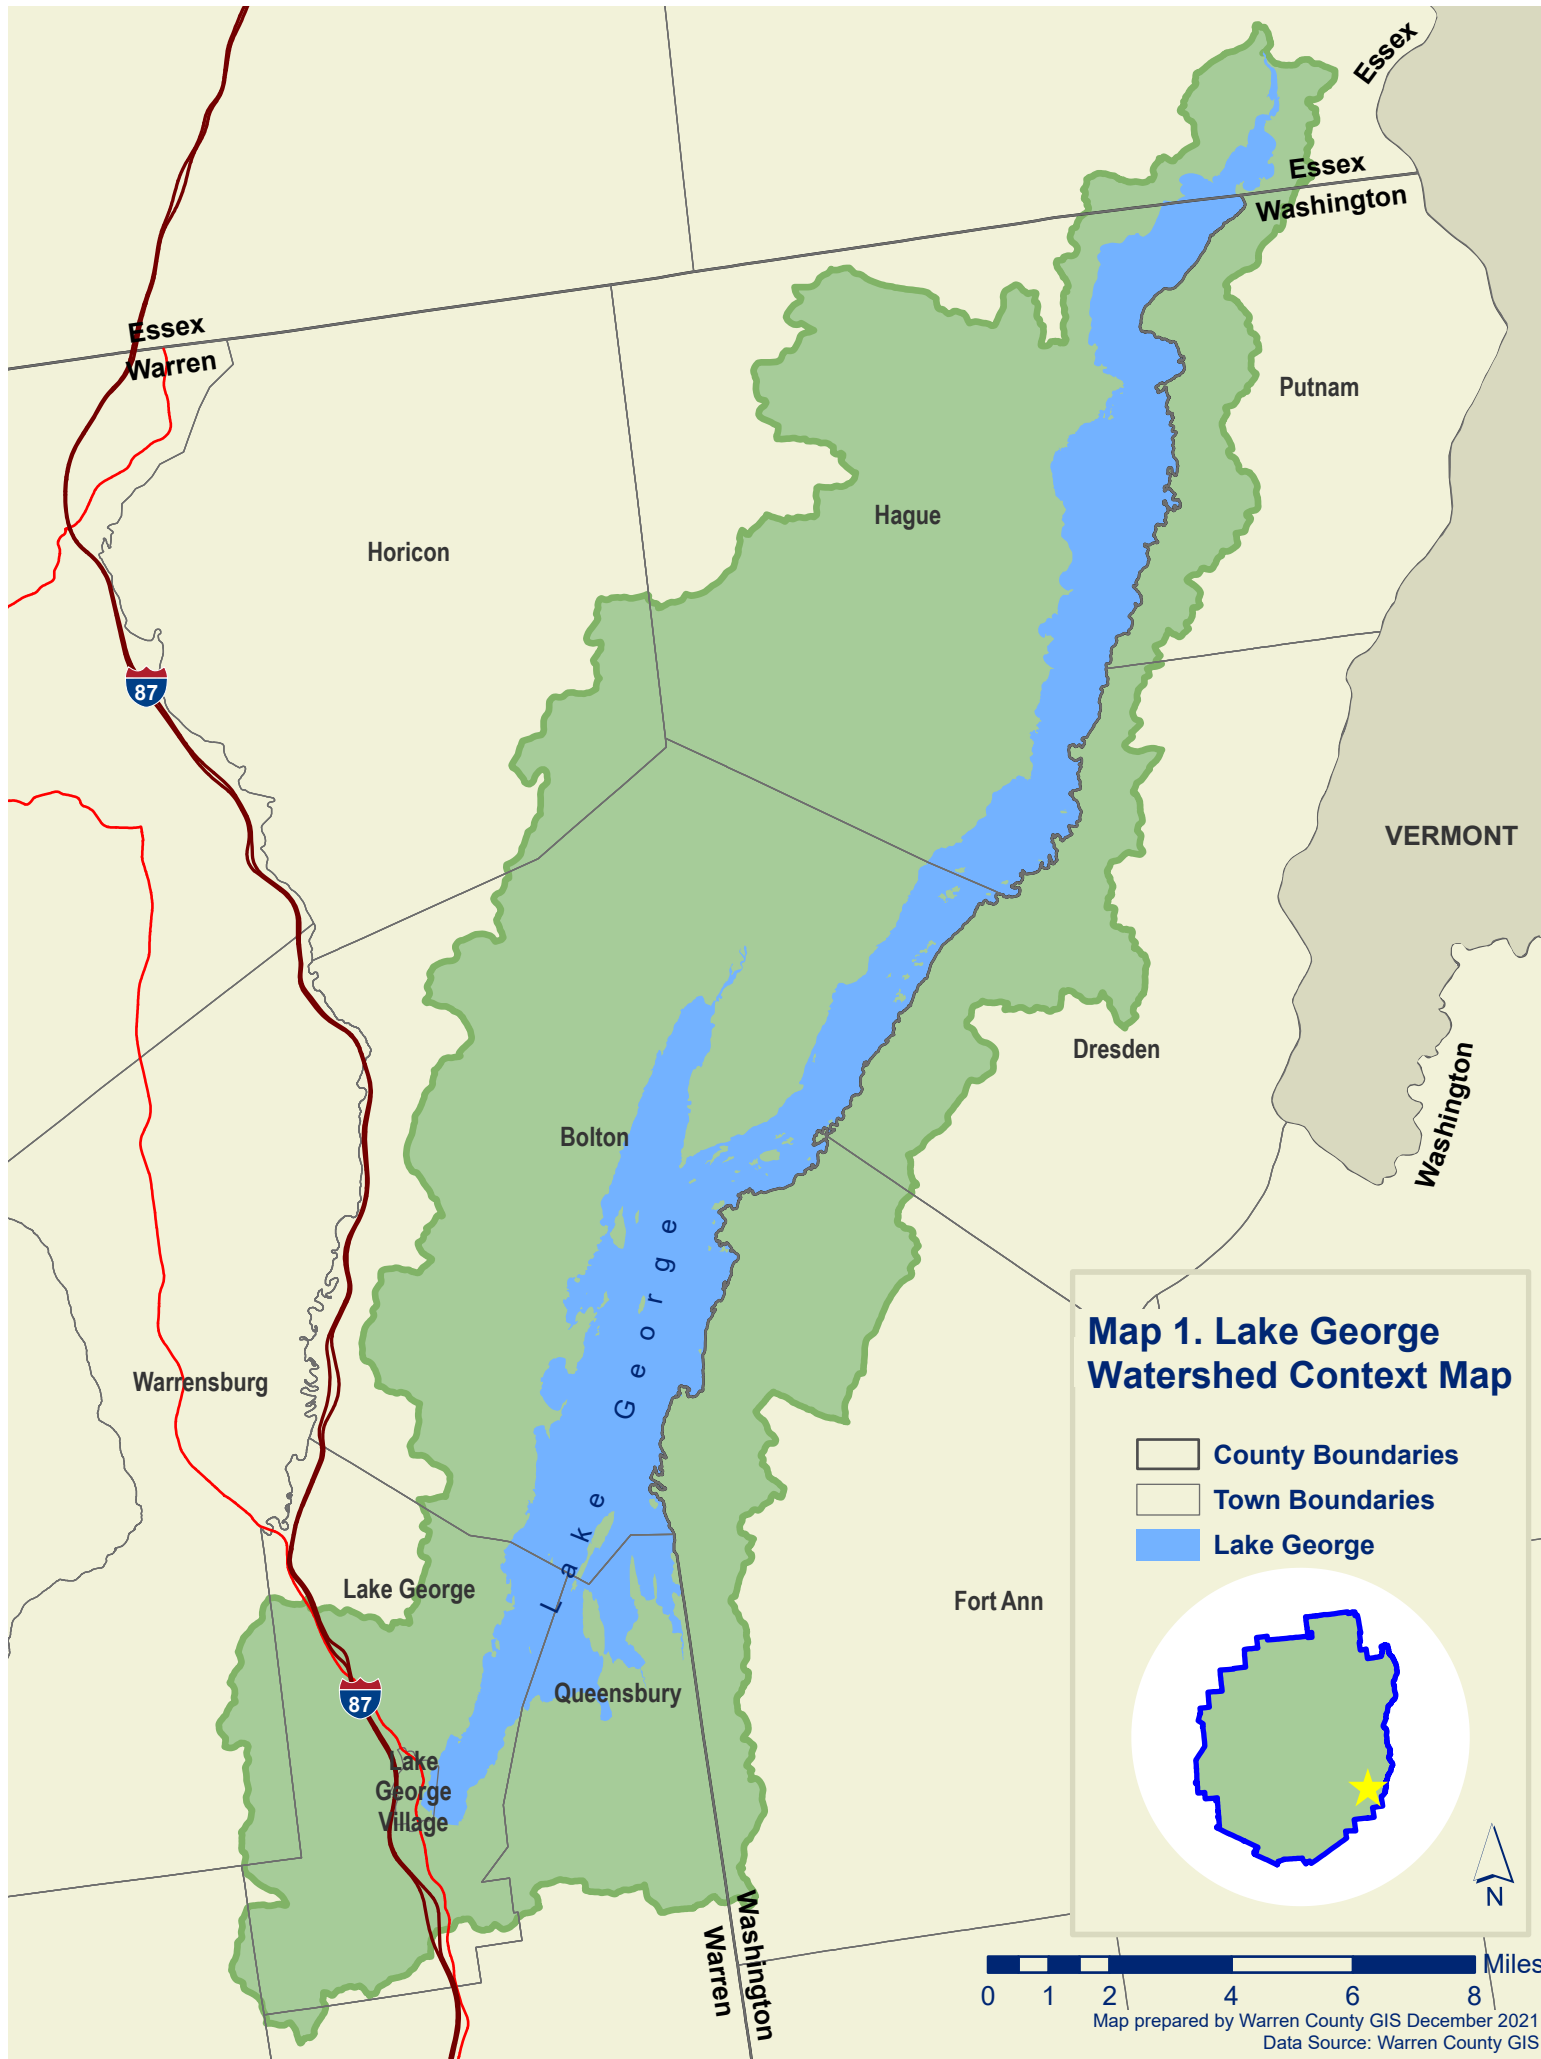 Essex
Essex
Washington
Essex
Warren
Putnam
Hague
Horicon
87
VERMONT
Dresden
Washington
Bolton
Lake George
Warrensburg
Lake George
Fort Ann
Queensbury
87
Lake
George
Village
Washington
Warren
Map 1. Lake George
Watershed Context Map
County Boundaries
Town Boundaries
Lake George
N
Miles
0 1 2 4 6 8
Map prepared by Warren County GIS December 2021
Data Source: Warren County GIS